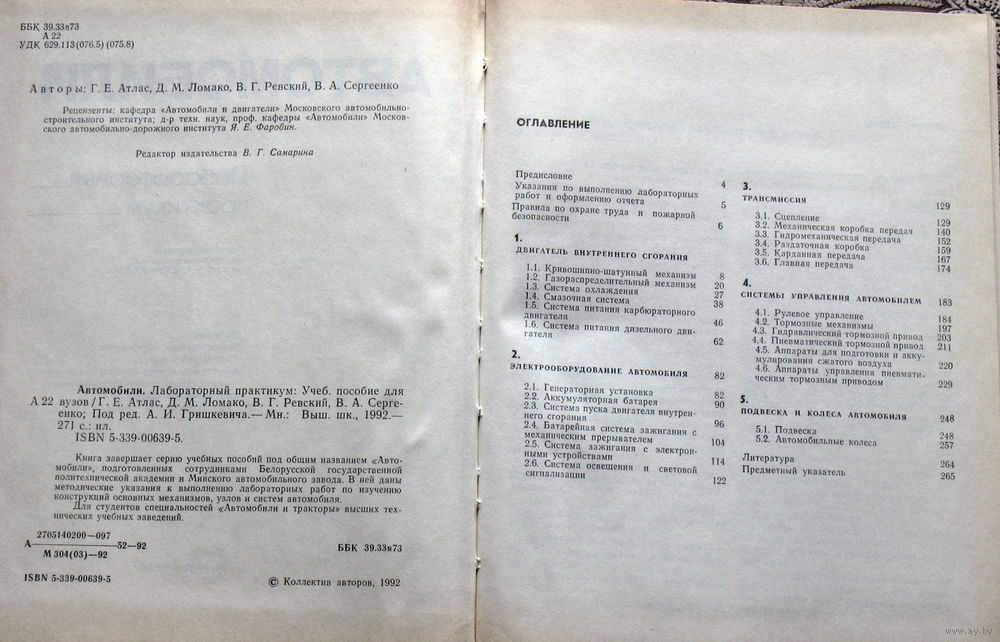 ББК 39.33я73
А 22
УДК 629.113(076.5) (075.8)
Авторы: Г. Е. Атлас, Д. М. Ломако, В. Г. Ревский, В. А. Сергеенко
Рецензенты: кафедра «Автомобили и двигатели» Московского автомобильно-
строительного института; д-р техн. наук, проф. кафедры «Автомобили» Москов-
ского автомобильно-дорожного института Я. Е. Фаробин.
Редактор издательства В. Г. Самарина
Автомобили. Лабораторный практикум: Учеб. пособие для
А 22 вузов/Г. Е. Атлас, Д. М. Ломако, В. Г. Ревский, В. А. Серге-
енко; Под ред. А. И. Гришкевича.— Мн.: Выш. шк., 1992.—
271 с.: ил.
ISBN 5-339-00639-5.
Книга завершает серию учебных пособий под общим названием «Авто-
мобили», подготовленных сотрудниками Белорусской государственной
политехнической академии и Минского автомобильного завода. В ней даны
методические указания к выполнению лабораторных работ по изучению
конструкций основных механизмов, узлов и систем автомобиля.
Для студентов специальностей «Автомобили и тракторы» высших тех-
нических учебных заведений.
2705140200—097
А 52—92
М 304(03)—92
ББК 39.33я73
ISBN 5-339-00639-5
© Коллектив авторов, 1992
ОГЛАВЛЕНИЕ
Предисловие 4
Указания по выполнению лабораторных
работ и оформлению отчета 5
Правила по охране труда и пожарной
безопасности 6
1.
ДВИГАТЕЛЬ ВНУТРЕННЕГО СГОРАНИЯ
1.1. Кривошипно-шатунный механизм 8
1.2. Газораспределительный механизм 20
1.3. Система охлаждения 27
1.4. Смазочная система 38
1.5. Система питания карбюраторного
двигателя 46
1.6. Система питания дизельного дви-
гателя 62
2.
ЭЛЕКТРООБОРУДОВАНИЕ АВТОМОБИЛЯ 82
2.1. Генераторная установка 82
2.2. Аккумуляторная батарея 90
2.3. Система пуска двигателя внутрен-
него сгорания 96
2.4. Батарейная система зажигания с
механическим прерывателем 104
2.5. Система зажигания с электрон-
ными устройствами 114
2.6. Система освещения и световой
сигнализации 122
3.
ТРАНСМИССИЯ 129
3.1. Сцепление 129
3.2. Механическая коробка передач 140
3.3. Гидромеханическая передача 152
3.4. Раздаточная коробка 159
3.5. Карданная передача 167
3.6. Главная передача 174
4.
СИСТЕМЫ УПРАВЛЕНИЯ АВТОМОБИЛЕМ 183
4.1. Рулевое управление 184
4.2. Тормозные механизмы 197
4.3. Гидравлический тормозной привод 203
4.4. Пневматический тормозной привод 211
4.5. Аппараты для подготовки и акку-
мулирования сжатого воздуха 220
4.6. Аппараты управления пневмати-
ческим тормозным приводом 229
5.
ПОДВЕСКА И КОЛЕСА АВТОМОБИЛЯ 248
5.1. Подвеска 248
5.2. Автомобильные колеса 257
Литература 264
Предметный указатель 265
www.ay.by